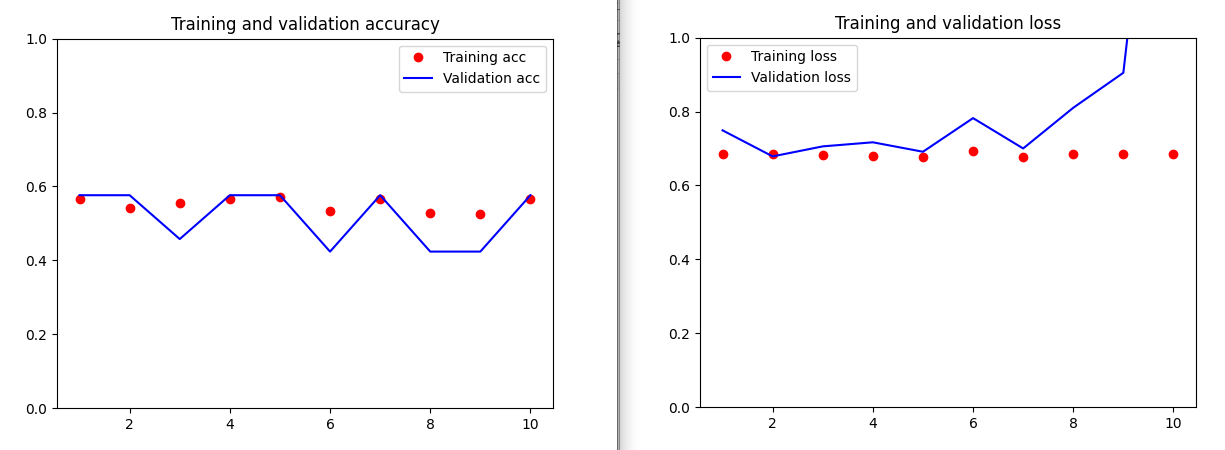 Training and validation accuracy
1.0
0.8
0.6
0.4
0.2
0.0
2 4 6 8 10
Training acc
Validation acc
Training and validation loss
1.0
0.8
0.6
0.4
0.2
0.0
2 4 6 8 10
Training loss
Validation loss